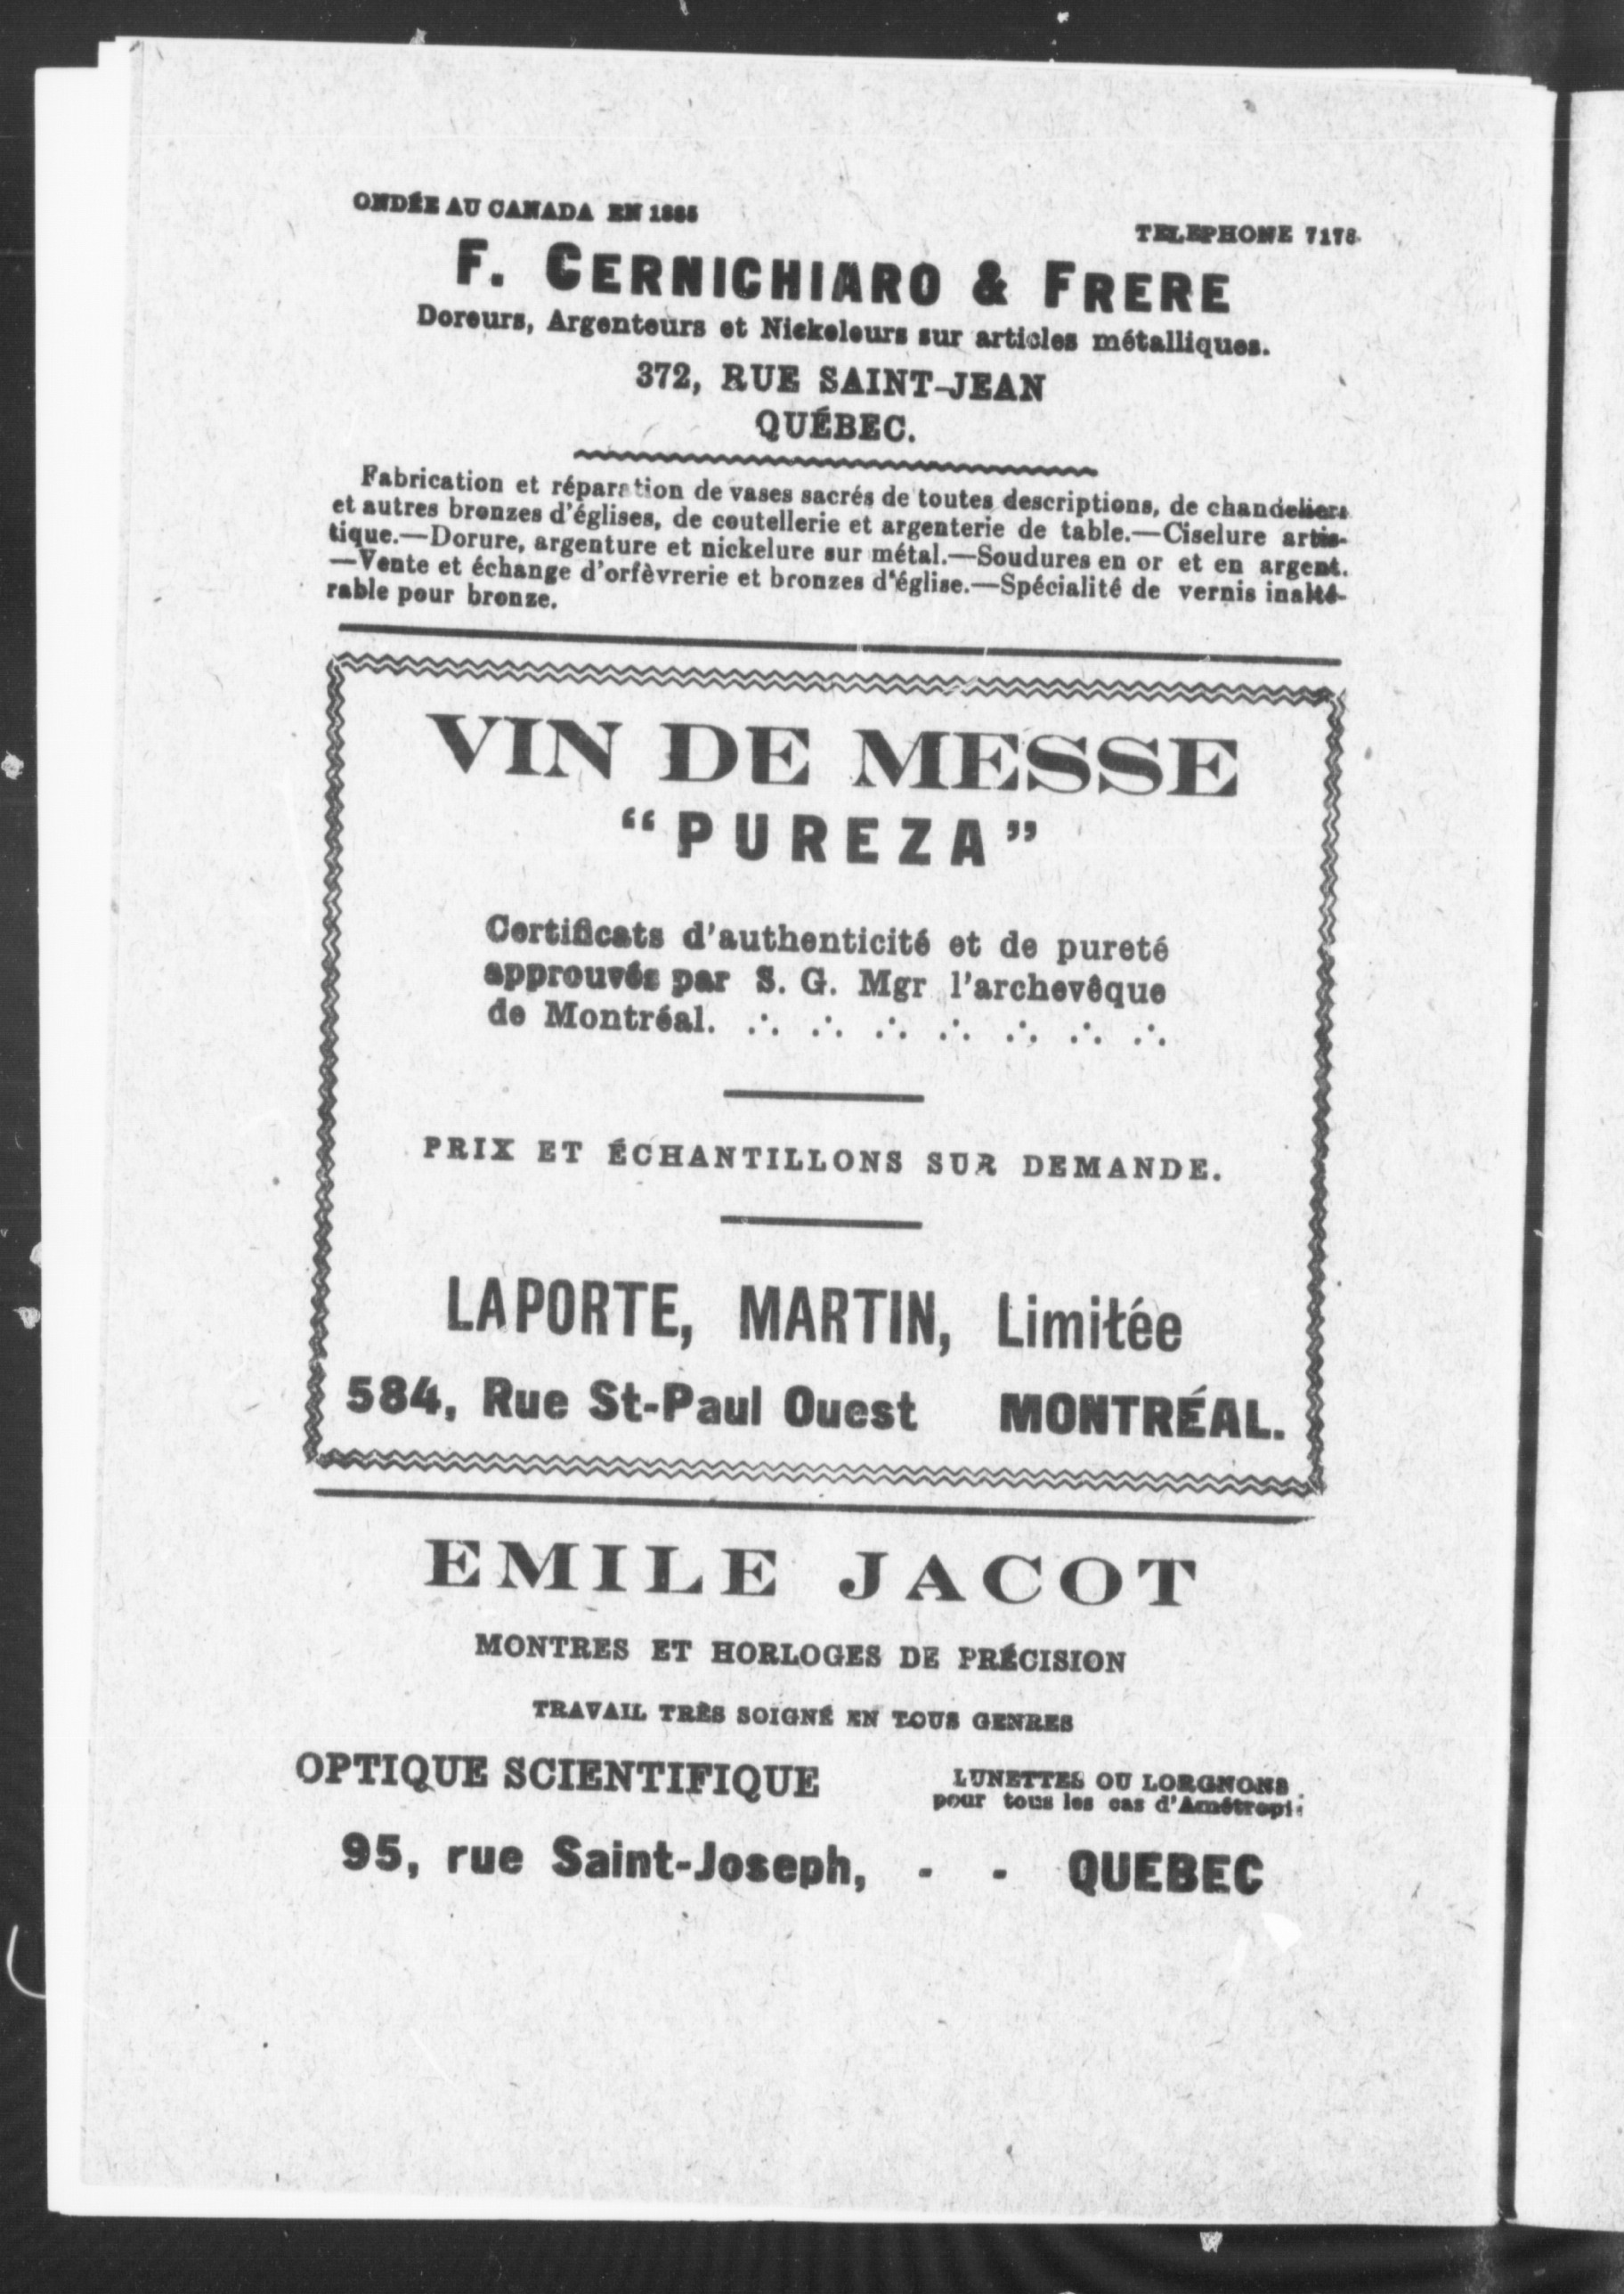 ONDÉE AU CANADA EN 1885
TELEPHONE 7178
F. CERNICHIARO & FRERE
Doreurs, Argenteurs et Nickeleurs sur articles métalliques.
372, RUE SAINT-JEAN
QUÉBEC.
Fabrication et réparation de vases sacrés de toutes descriptions, de chandeliers
et autres bronzes d'églises, de coutellerie et argenterie de table.—Ciselure artis-
tique.—Dorure, argenture et nickelure sur métal.—Soudures en or et en argent.
—Vente et échange d'orfèvrerie et bronzes d'église.—Spécialité de vernis inalté-
rable pour bronze.
VIN DE MESSE
“PUREZA”
Certificats d'authenticité et de pureté
approuvés par S. G. Mgr l'archevêque
de Montréal. ∴ ∴ ∴ ∴ ∴ ∴ ∴
PRIX ET ÉCHANTILLONS SUR DEMANDE.
LAPORTE, MARTIN, Limitée
584, Rue St-Paul Ouest MONTRÉAL.
EMILE JACOT
MONTRES ET HORLOGES DE PRÉCISION
TRAVAIL TRÈS SOIGNÉ EN TOUS GENRES
OPTIQUE SCIENTIFIQUE
LUNETTES OU LORGNONS
pour tous les cas d'Amétropi
95, rue Saint-Joseph, - - QUEBEC